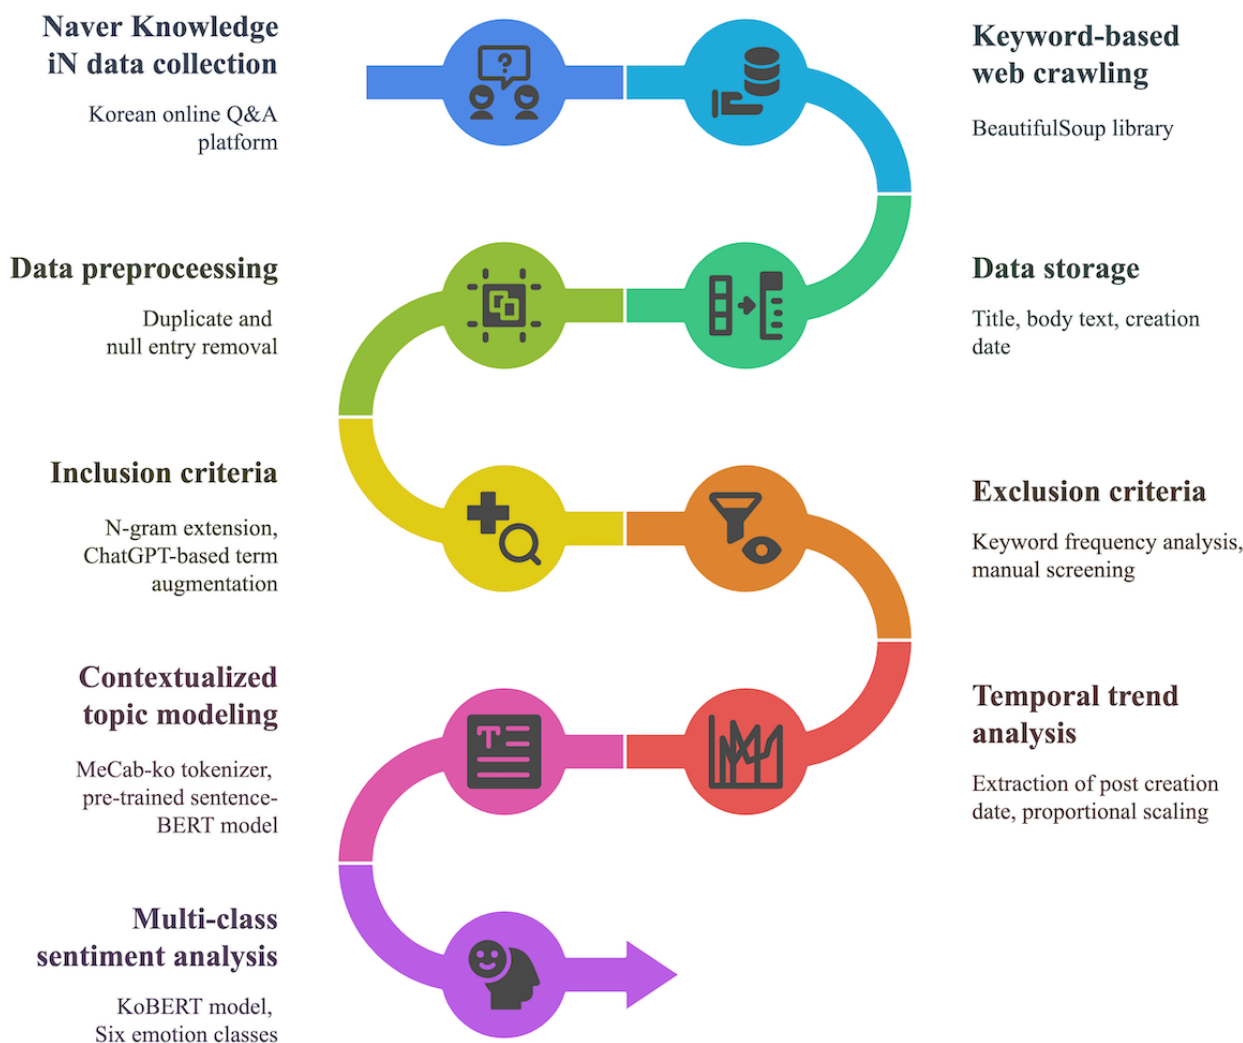 Naver Knowledge
iN data collection
Korean online Q&A
platform
Keyword-based
web crawling
BeautifulSoup library
?
Data storage
Title, body text, creation
date
Data preproceessing
Duplicate and
null entry removal
Inclusion criteria
N-gram extension,
ChatGPT-based term
augmentation
Exclusion criteria
Keyword frequency analysis,
manual screening
Temporal trend
analysis
Extraction of post creation
date, proportional scaling
Contextualized
topic modeling
MeCab-ko tokenizer,
pre-trained sentence-
BERT model
T
Multi-class
sentiment analysis
KoBERT model,
Six emotion classes